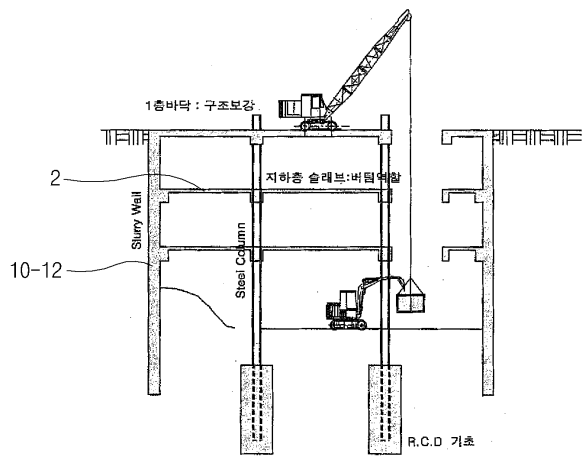 1층바닥 : 구조보강
2
지하층 슬래브:버팀역할
Slurry Wall
Steel Column
10-12
R.C.D 기초